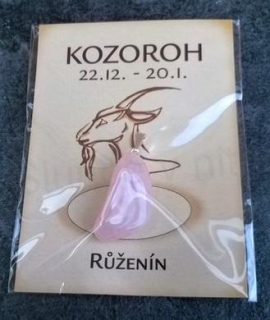 KOZOROH
22.12. - 20.1.
RŮŽENÍN